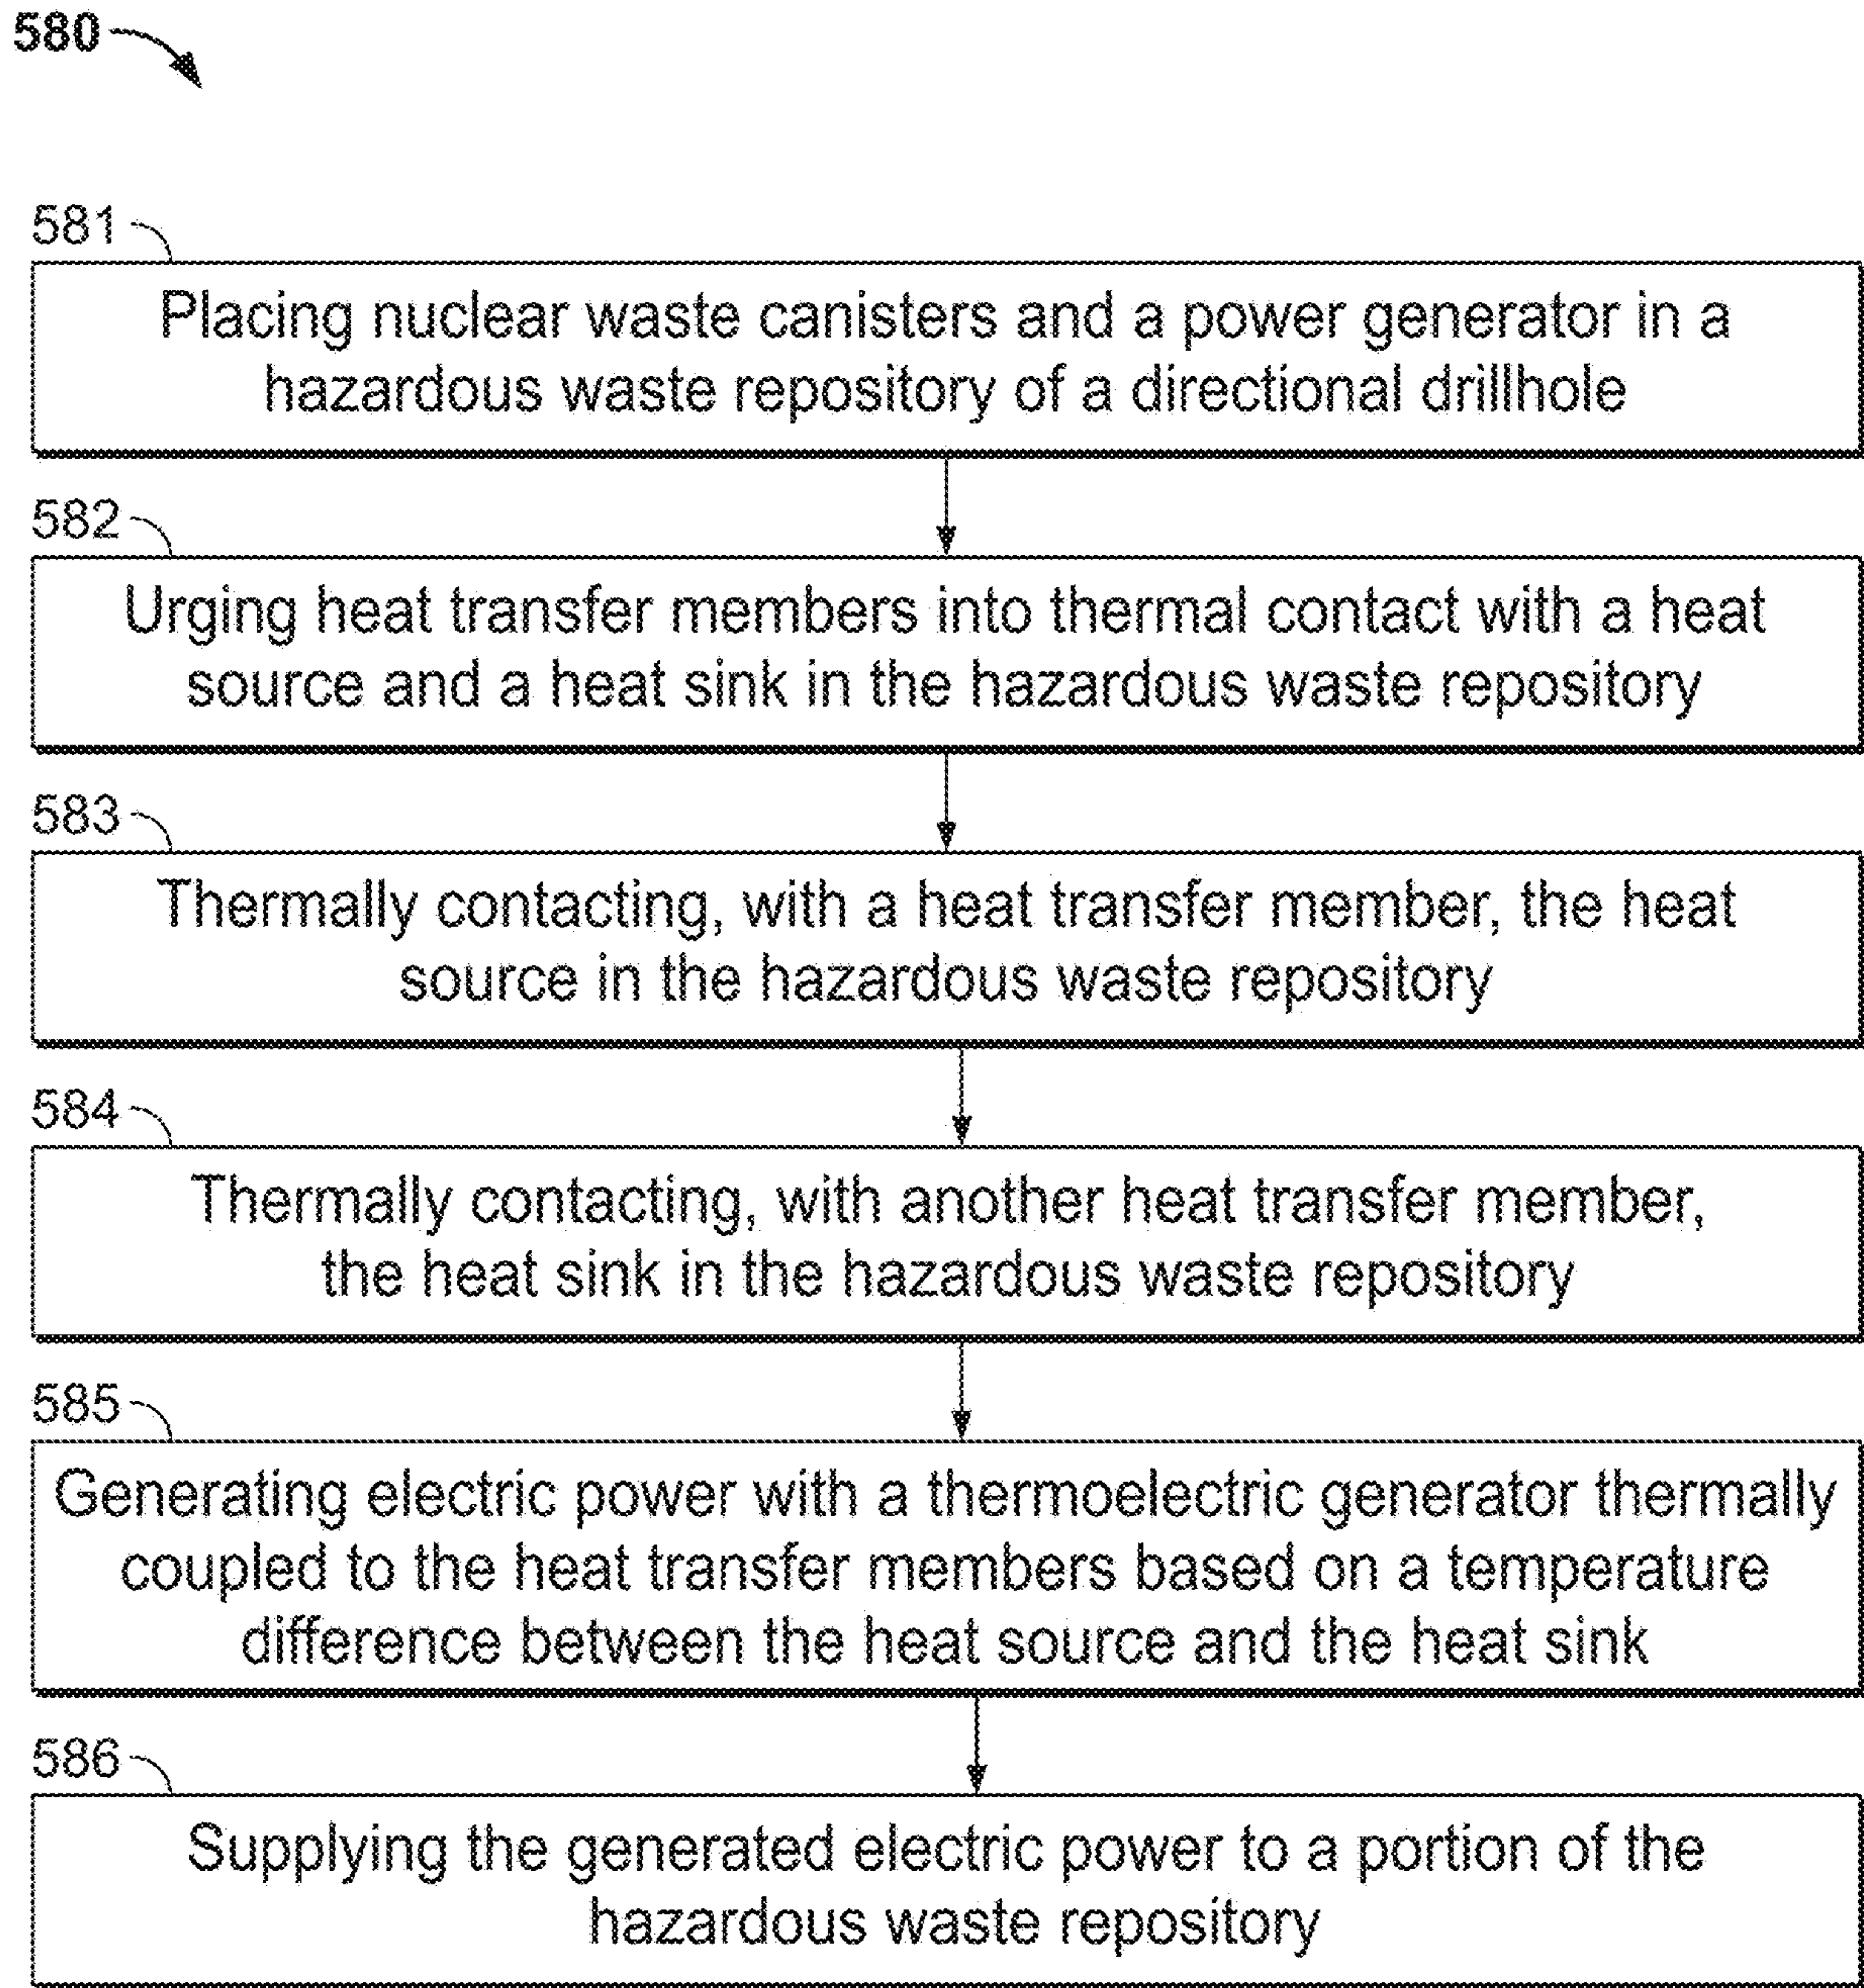 580
581
Placing nuclear waste canisters and a power generator in a
hazardous waste repository of a directional drillhole
582
Urging heat transfer members into thermal contact with a heat
source and a heat sink in the hazardous waste repository
583
Thermally contacting, with a heat transfer member, the heat
source in the hazardous waste repository
584
Thermally contacting, with another heat transfer member,
the heat sink in the hazardous waste repository
585
Generating electric power with a thermoelectric generator thermally
coupled to the heat transfer members based on a temperature
difference between the heat source and the heat sink
586
Supplying the generated electric power to a portion of the
hazardous waste repository